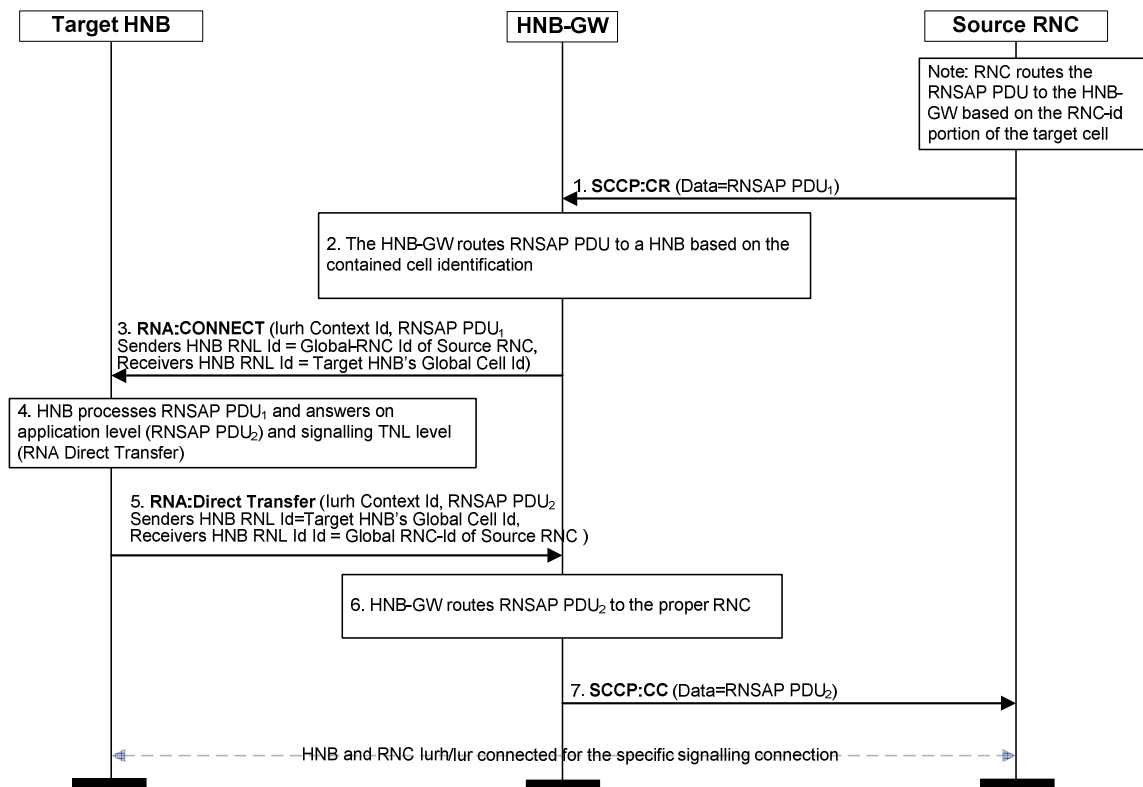 Target HNB
HNB-GW
Source RNC
Note: RNC routes the
RNSAP PDU to the HNB-
GW based on the RNC-id
portion of the target cell
1. SCCP:CR (Data=RNSAP PDU₁)
2. The HNB-GW routes RNSAP PDU to a HNB based on the
contained cell identification
3. RNA:CONNECT (Iurh Context Id, RNSAP PDU₁
Senders HNB RNL Id = Global-RNC Id of Source RNC,
Receivers HNB RNL Id = Target HNB's Global Cell Id)
4. HNB processes RNSAP PDU₁ and answers on
application level (RNSAP PDU₂) and signalling TNL level
(RNA Direct Transfer)
5. RNA:Direct Transfer (Iurh Context Id, RNSAP PDU₂
Senders HNB RNL Id=Target HNB's Global Cell Id,
Receivers HNB RNL Id Id = Global RNC-Id of Source RNC )
6. HNB-GW routes RNSAP PDU₂ to the proper RNC
7. SCCP:CC (Data=RNSAP PDU₂)
HNB and RNC Iurh/Iur connected for the specific signalling connection